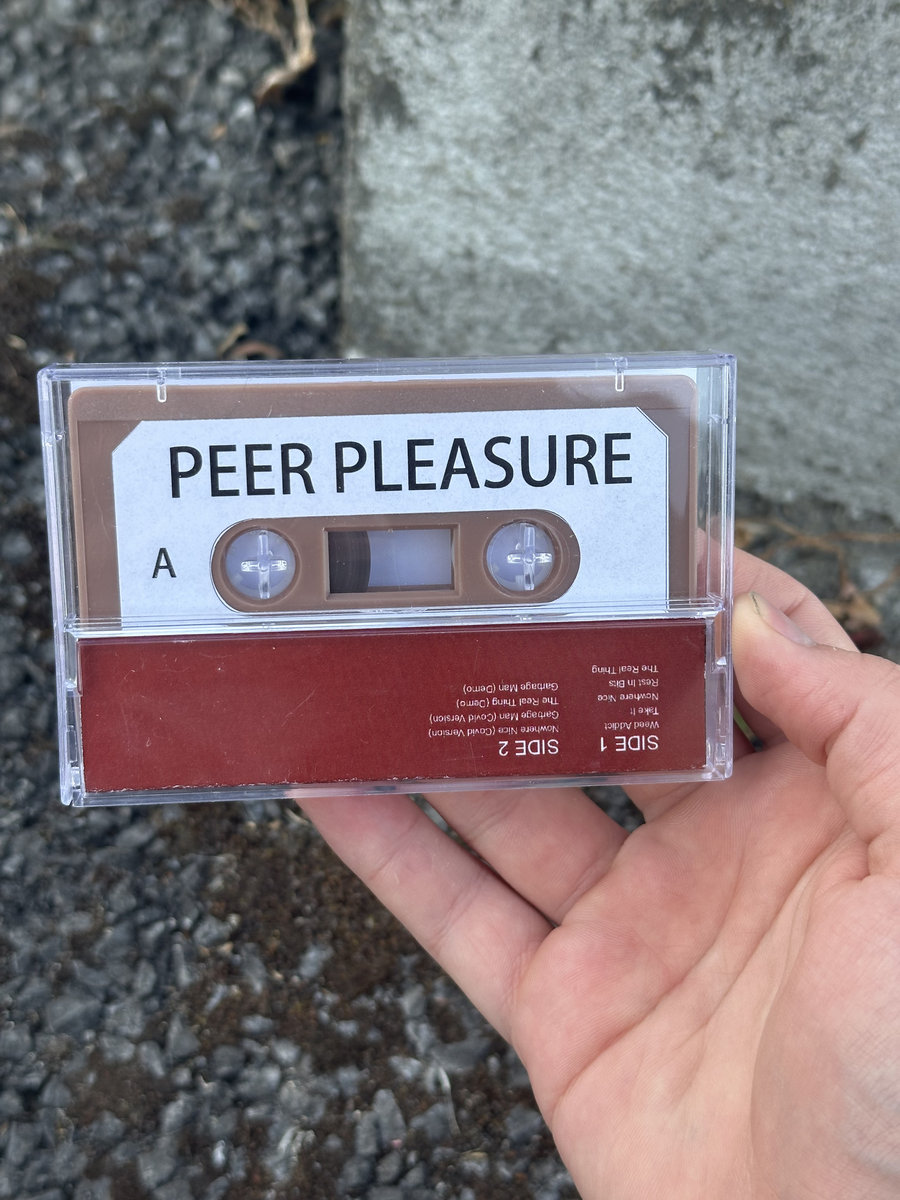 PEER PLEASURE
A
SIDE 1
Weed Addict
Take It
Nowhere Nice
Rest In Bits
The Real Thing
SIDE 2
Nowhere Nice (Covid Version)
Garbage Man (Covid Version)
The Real Thing (Demo)
Garbage Man (Demo)